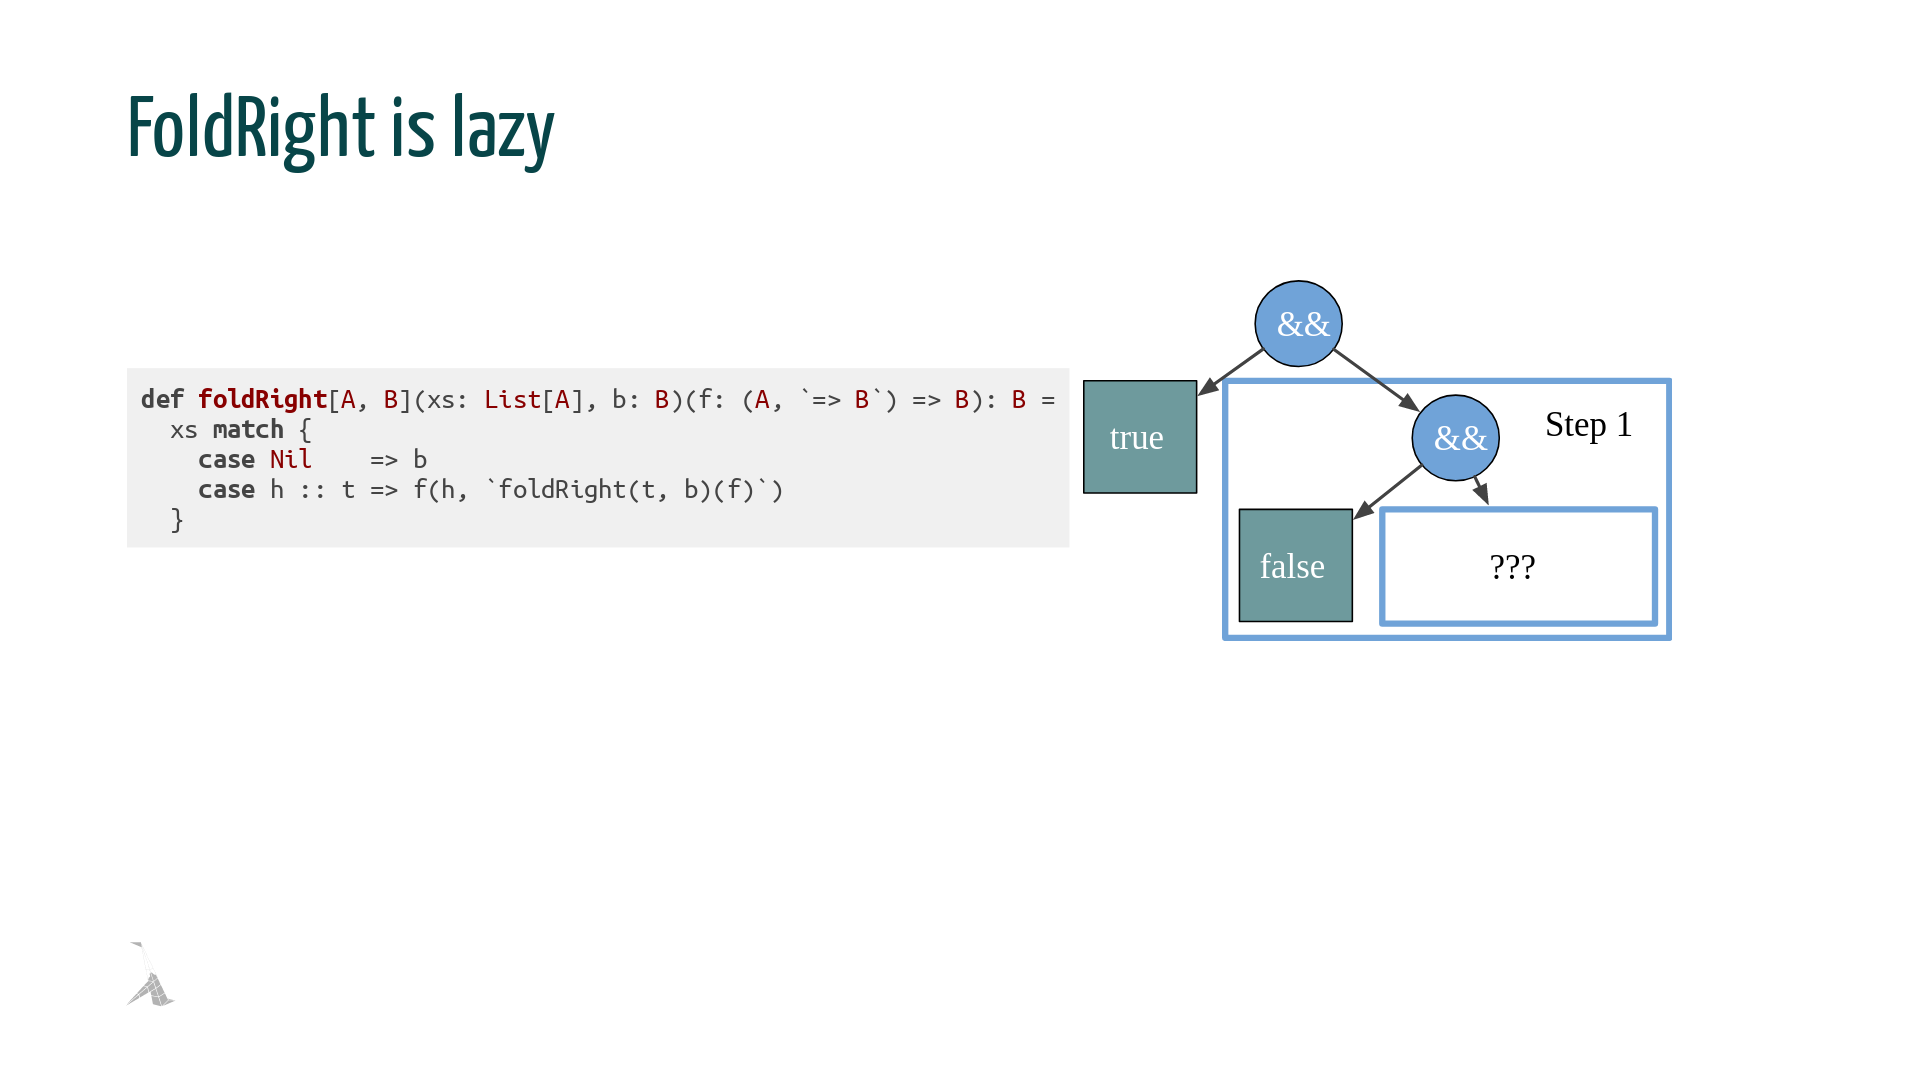 FoldRight is lazy
def foldRight[A, B](xs: List[A], b: B)(f: (A, `=> B`) => B): B =
  xs match {
    case Nil    => b
    case h :: t => f(h, `foldRight(t, b)(f)`)
  }
&&
true
&&
Step 1
false
???